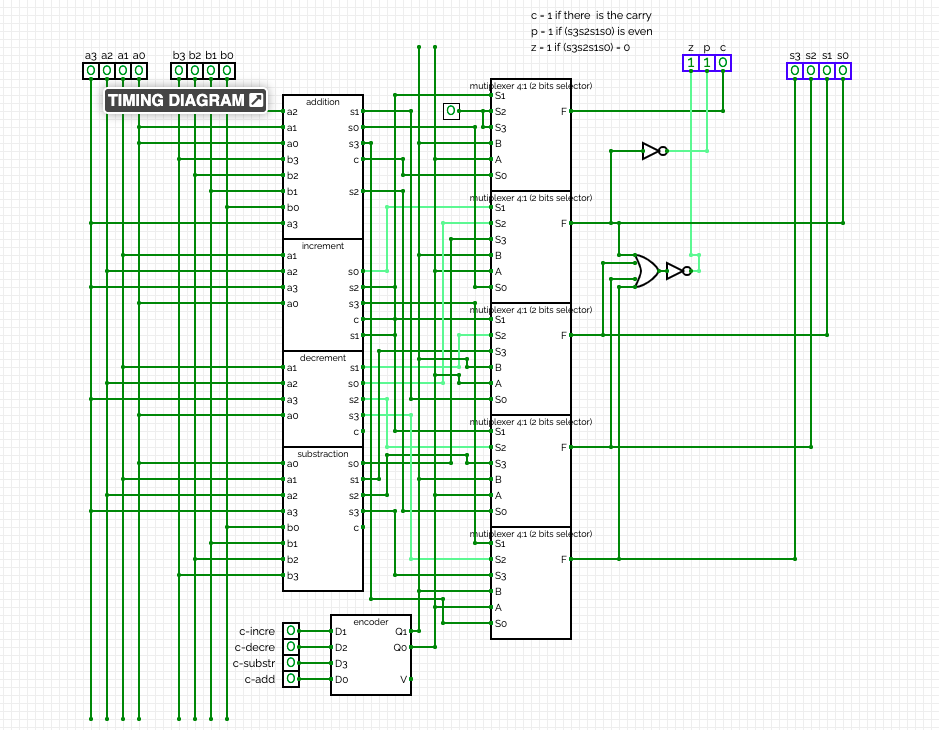 c = 1 if there is the carry
p = 1 if (s3s2s1s0) is even
z = 1 if (s3s2s1s0) = 0
a3 a2 a1 a0
b3 b2 b1 b0
z p c
s3 s2 s1 s0
0 0 0 0
0 0 0 0
1 1 0
0 0 0 0
TIMING DIAGRAM
addition
a2 s1
a1 s0
a0 s3
b3 c
b2
b1 s2
b0
a3
increment
a1
a2 s0
a3 s2
a0 s3
c
s1
decrement
a1 s1
a2 s0
a3 s2
a0 s3
c
substraction
a0 s0
a1 s1
a2 s2
a3 s3
b0 c
b1
b2
b3
0
mutiplexer 4:1 (2 bits selector)
S1
S2 F
S3
B
A
S0
mutiplexer 4:1 (2 bits selector)
S1
S2 F
S3
B
A
S0
mutiplexer 4:1 (2 bits selector)
S1
S2 F
S3
B
A
S0
mutiplexer 4:1 (2 bits selector)
S1
S2 F
S3
B
A
S0
mutiplexer 4:1 (2 bits selector)
S1
S2 F
S3
B
A
S0
encoder
c-incre 0 D1 Q1
c-decre 0 D2 Q0
c-substr 0 D3
c-add 0 D0 V